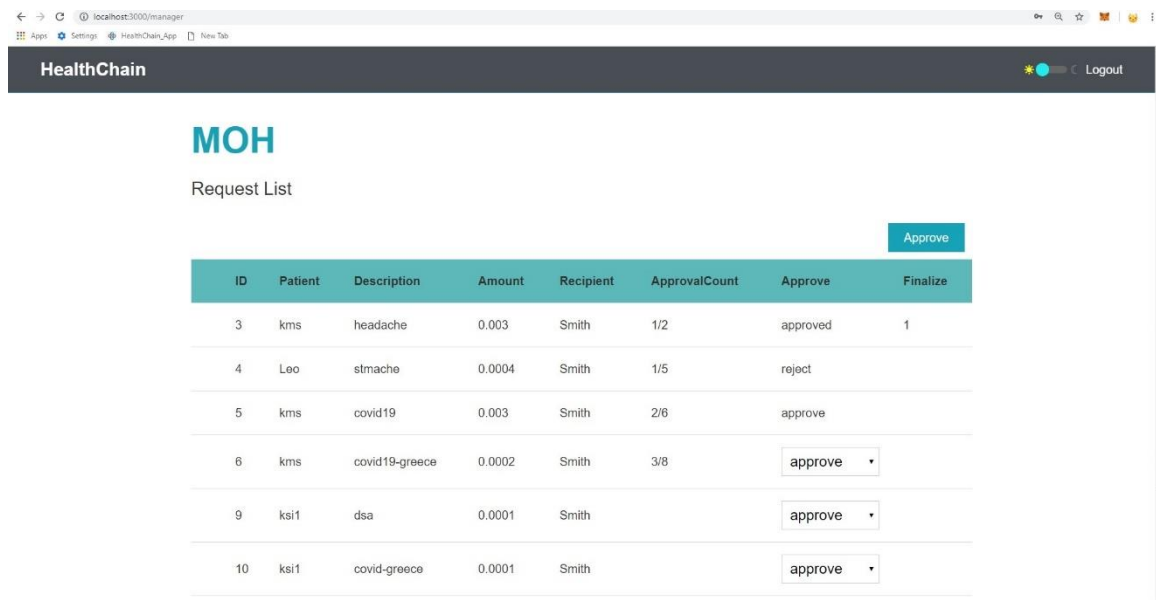 localhost:3000/manager
Apps Settings HealthChain_App New Tab
HealthChain Logout
MOH
Request List
Approve
ID Patient Description Amount Recipient ApprovalCount Approve Finalize
3 kms headache 0.003 Smith 1/2 approved 1
4 Leo stmache 0.0004 Smith 1/5 reject
5 kms covid19 0.003 Smith 2/6 approve
6 kms covid19-greece 0.0002 Smith 3/8 approve
9 ksi1 dsa 0.0001 Smith approve
10 ksi1 covid-greece 0.0001 Smith approve